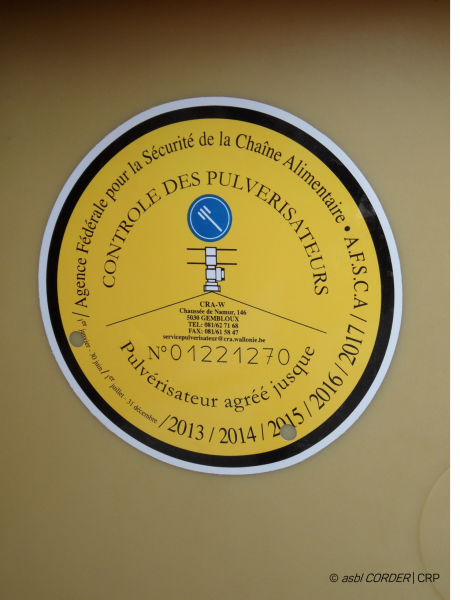 / Agence Fédérale pour la Sécurité de la Chaîne Alimentaire • A.F.S.C.A
CONTROLE DES PULVERISATEURS
CRA-W
Chaussée de Namur, 146
5030 GEMBLOUX
TEL: 081/62 71 68
FAX: 081/61 58 47
servicepulverisateur@cra.wallonie.be
N° 01221270
Pulvérisateur agréé jusque
30 juin / 1er juillet - 31 décembre
/ 2013 / 2014 / 2015 / 2016 / 2017 /
© asbl CORDER | CRP